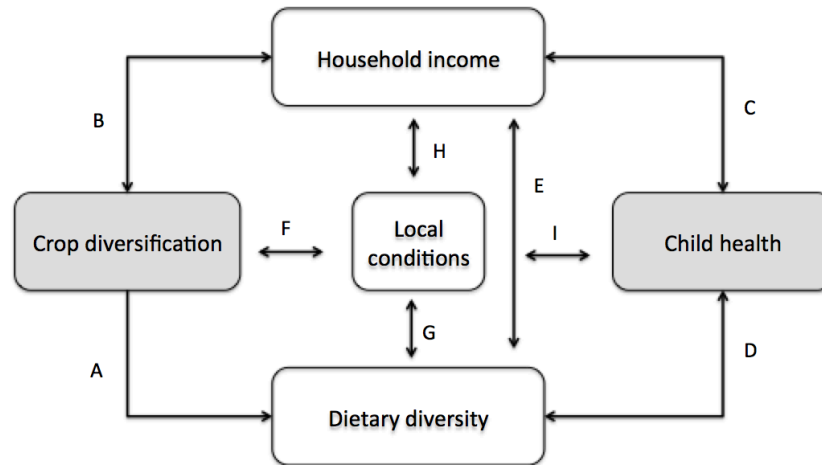 Household income
B
C
H
E
Crop diversification
F
Local
conditions
I
Child health
G
A
D
Dietary diversity